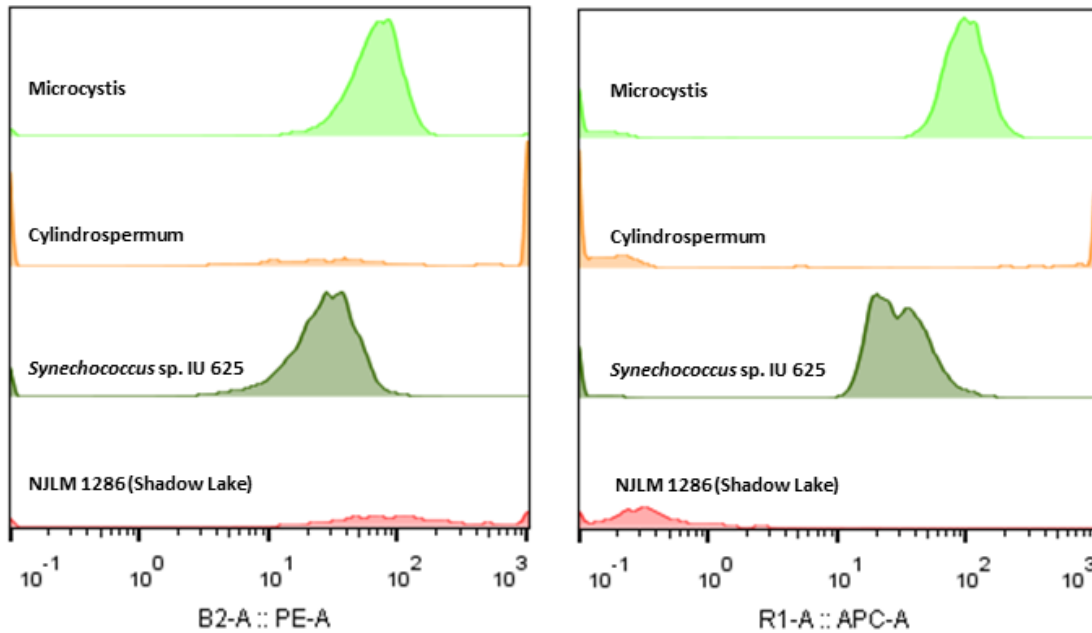 Microcystis
Cylindrospermum
Synechococcus sp. IU 625
NJLM 1286 (Shadow Lake)
10-1 100 101 102 103
B2-A :: PE-A
Microcystis
Cylindrospermum
Synechococcus sp. IU 625
NJLM 1286 (Shadow Lake)
10-1 100 101 102 103
R1-A :: APC-A